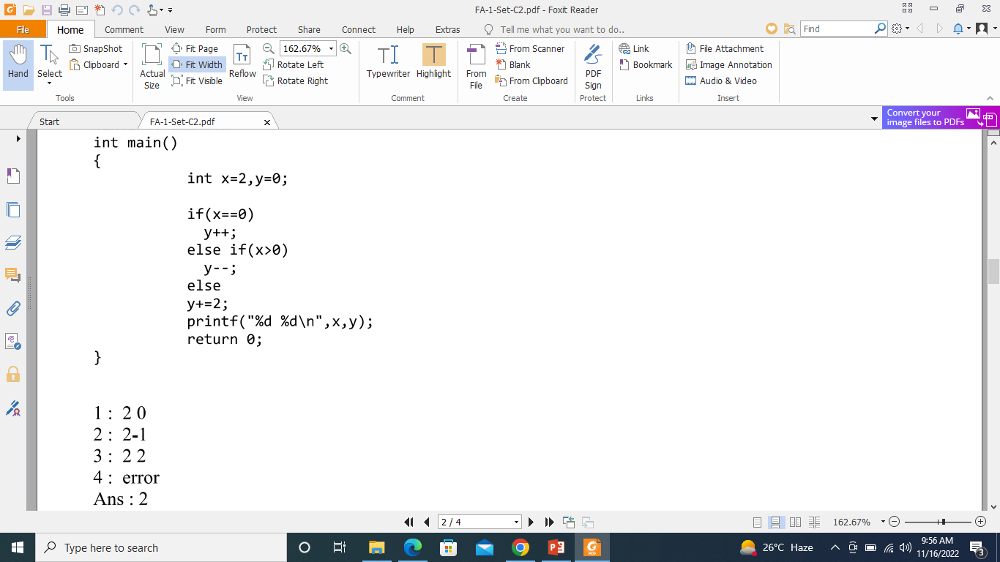 FA-1-Set-C2.pdf - Foxit Reader
File Home Comment View Form Protect Share Connect Help Extras Tell me what you want to do.. Find
Hand
Select
SnapShot
Clipboard
Tools
Actual
Size
Fit Page
Fit Width
Fit Visible
Reflow
162.67%
Rotate Left
Rotate Right
View
Typewriter
Highlight
Comment
From
File
From Scanner
Blank
From Clipboard
Create
PDF
Sign
Protect
Link
Bookmark
Links
File Attachment
Image Annotation
Audio & Video
Insert
Start
FA-1-Set-C2.pdf
Convert your
image files to PDFs
int main()
{
int x=2,y=0;
if(x==0)
y++;
else if(x>0)
y--;
else
y+=2;
printf("%d %d\n",x,y);
return 0;
}
1 : 2 0
2 : 2-1
3 : 2 2
4 : error
Ans : 2
2 / 4
162.67%
Type here to search
26°C Haze
9:56 AM
11/16/2022
3